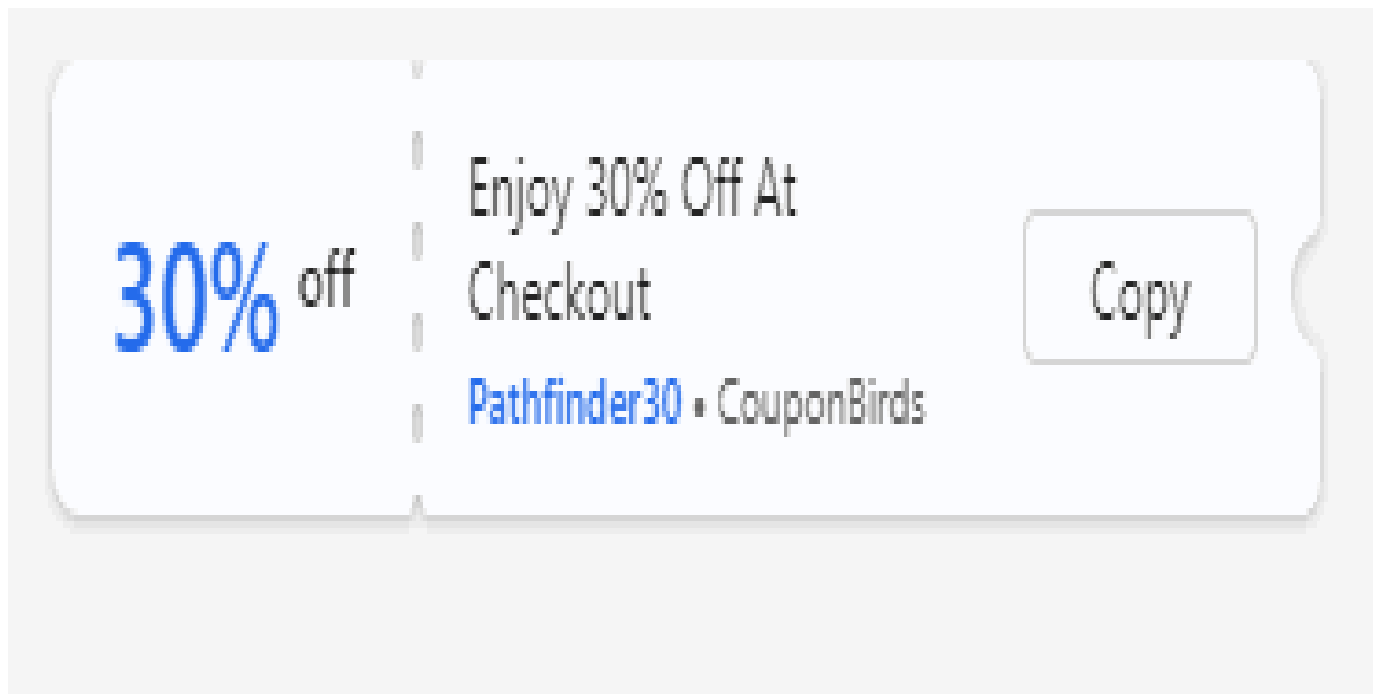 30% off
Enjoy 30% Off At
Checkout
Pathfinder30 • CouponBirds
Copy